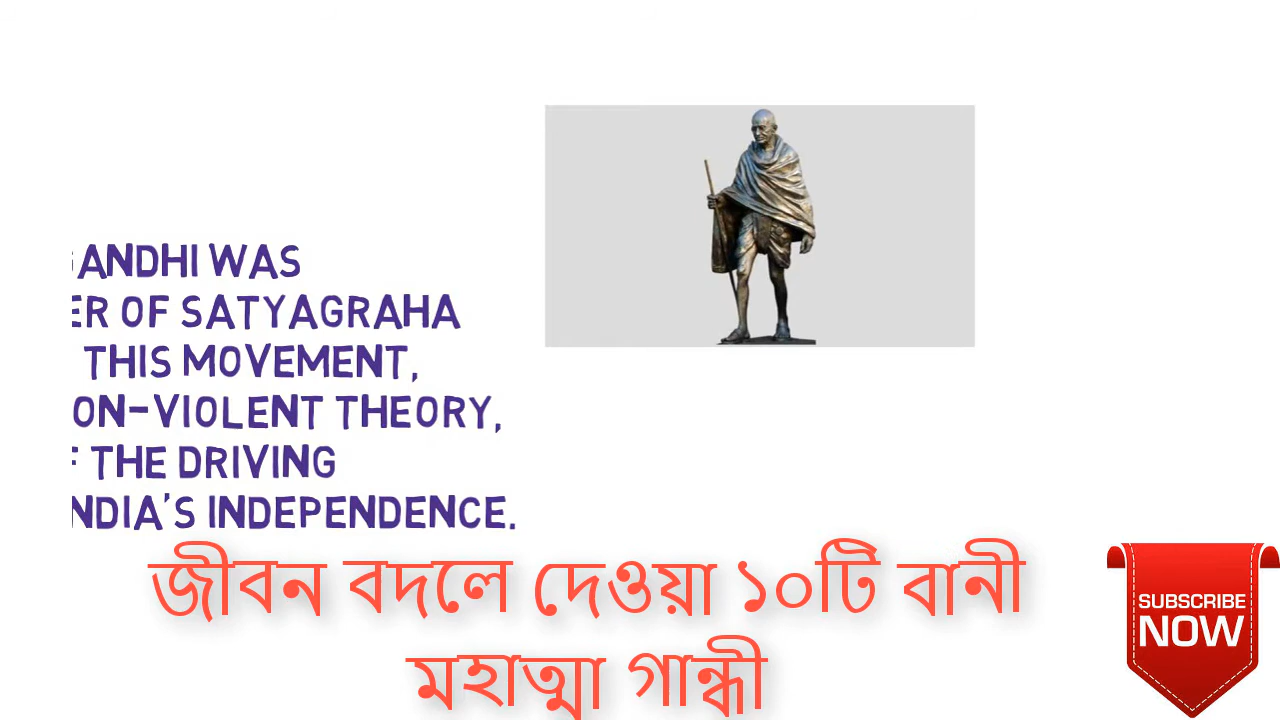 GANDHI WAS
ER OF SATYAGRAHA
THIS MOVEMENT,
ON-VIOLENT THEORY,
THE DRIVING
NDIA'S INDEPENDENCE.
জীবন বদলে দেওয়া ১০টি বানী
মহাত্মা গান্ধী
SUBSCRIBE
NOW